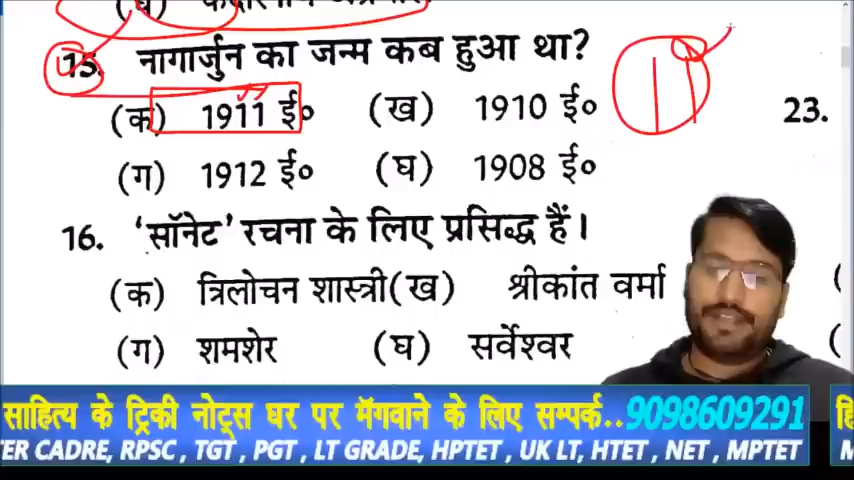 (घ)
15. नागार्जुन का जन्म कब हुआ था?
(क) 1911 ई० (ख) 1910 ई०
(ग) 1912 ई० (घ) 1908 ई०
11
23.
16. 'सॉनेट' रचना के लिए प्रसिद्ध हैं।
(क) त्रिलोचन शास्त्री (ख) श्रीकांत वर्मा
(ग) शमशेर (घ) सर्वेश्वर
साहित्य के ट्रिकी नोट्स घर पर मॅगवाने के लिए सम्पर्क..9098609291
TER CADRE, RPSC , TGT , PGT , LT GRADE, HPTET , UK LT, HTET , NET , MPTET